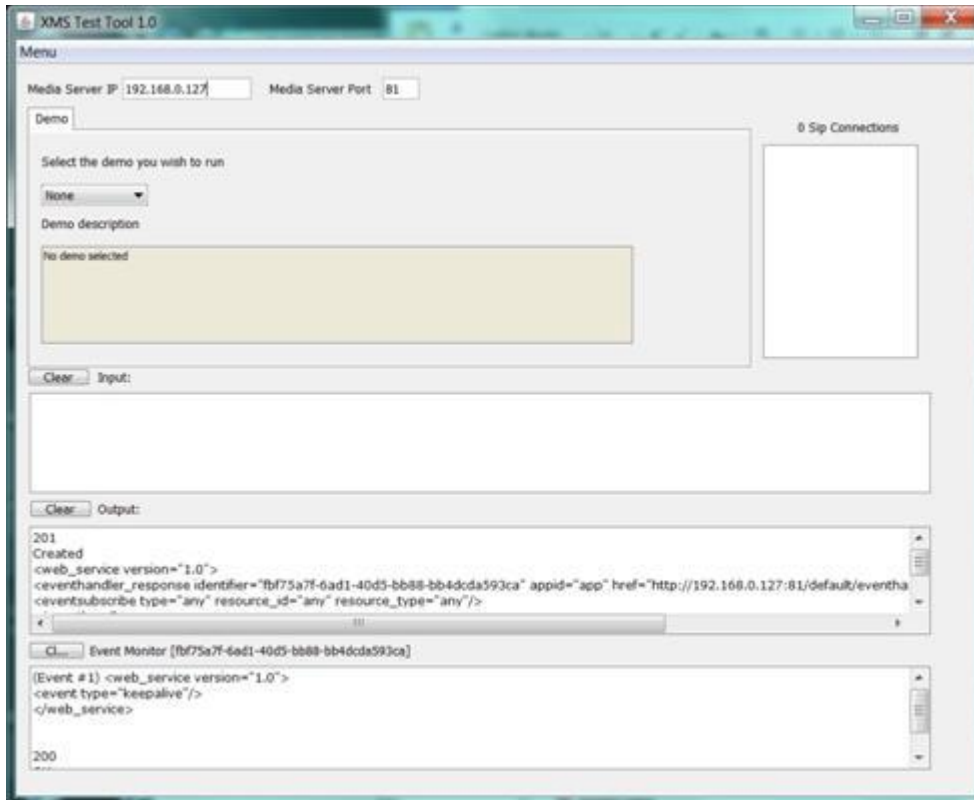 XMS Test Tool 1.0
Menu
Media Server IP 192.168.0.127 Media Server Port 81
Demo
0 Sip Connections
Select the demo you wish to run
None
Demo description
No demo selected
Clear Input:
Clear Output:
201
Created
<web_service version="1.0">
<eventhandler_response identifier="fbf75a7f-6ad1-40d5-bb88-bb4dcda593ca" appid="app" href="http://192.168.0.127:81/default/eventha
<eventsubscribe type="any" resource_id="any" resource_type="any"/>
Cl... Event Monitor [fbf75a7f-6ad1-40d5-bb88-bb4dcda593ca]
(Event #1) <web_service version="1.0">
<event type="keepalive"/>
</web_service>
200